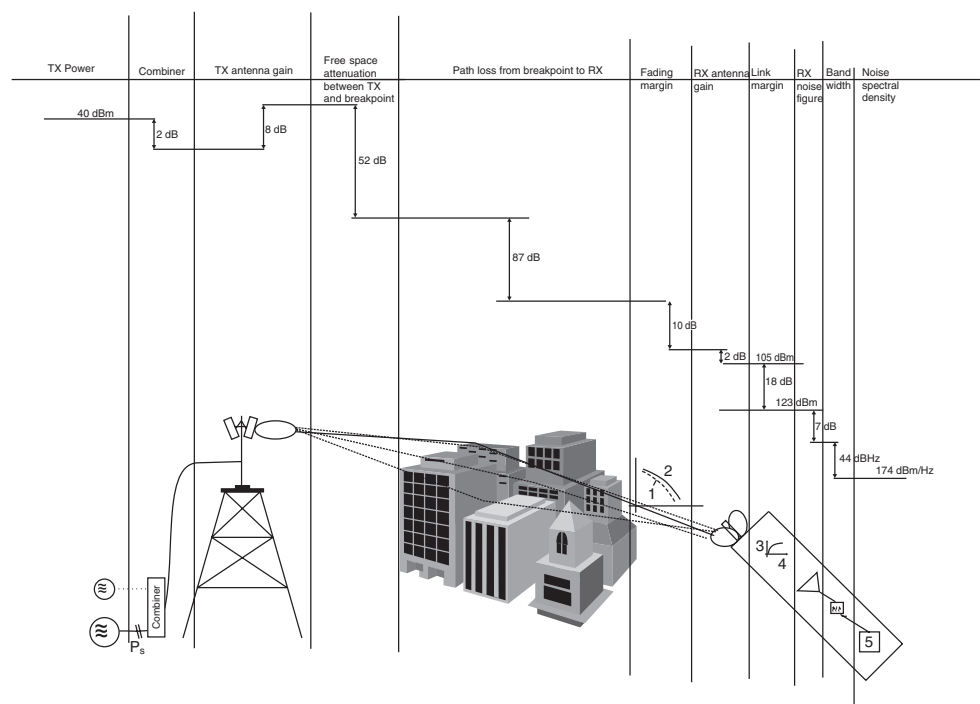 TX Power
Combiner
TX antenna gain
Free space
attenuation
between TX
and breakpoint
Path loss from breakpoint to RX
Fading
margin
RX antenna
gain
Link
margin
RX
noise
figure
Band
width
Noise
spectral
density
40 dBm
2 dB
8 dB
52 dB
87 dB
10 dB
2 dB
105 dBm
18 dB
123 dBm
7 dB
44 dBHz
174 dBm/Hz
2
1
3
4
5
Combiner
Ps